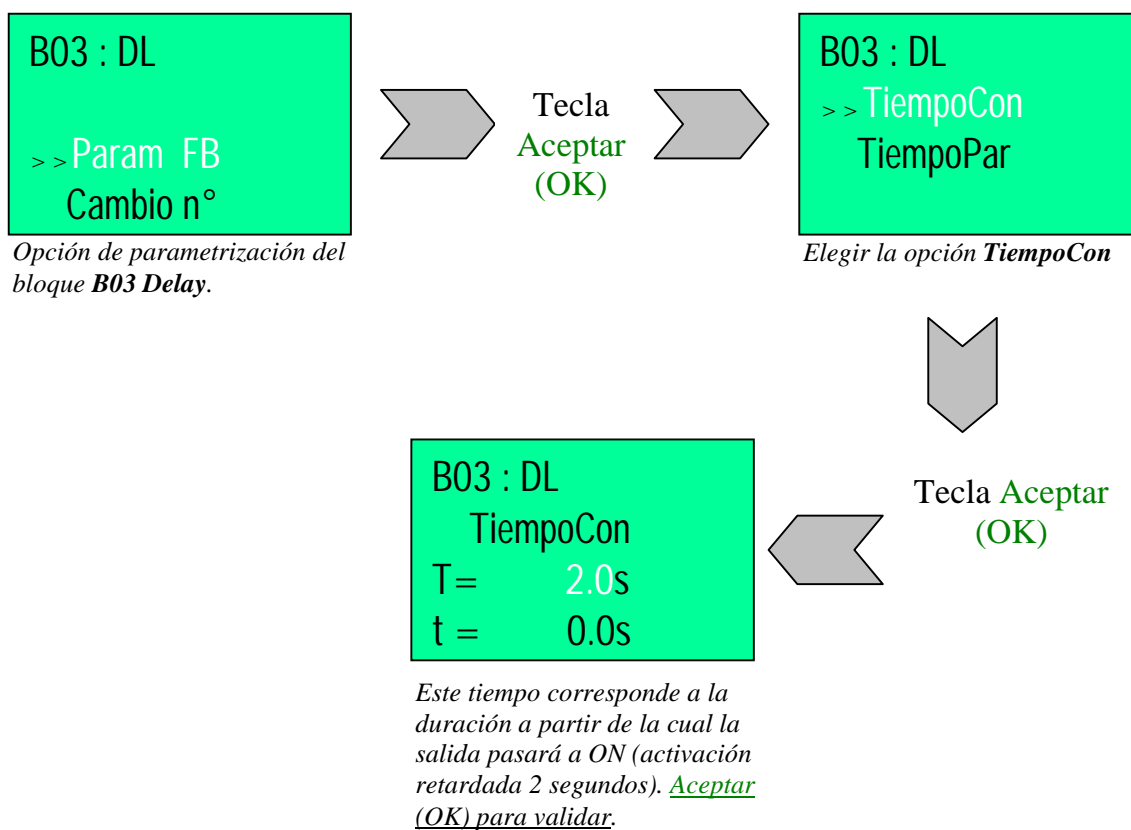 B03 : DL
>>Param FB
Cambio n°
Opción de parametrización del
bloque B03 Delay.
Tecla
Aceptar
(OK)
B03 : DL
>>TiempoCon
TiempoPar
Elegir la opción TiempoCon
Tecla Aceptar
(OK)
B03 : DL
TiempoCon
T= 2.0s
t = 0.0s
Este tiempo corresponde a la
duración a partir de la cual la
salida pasará a ON (activación
retardada 2 segundos). Aceptar
(OK) para validar.